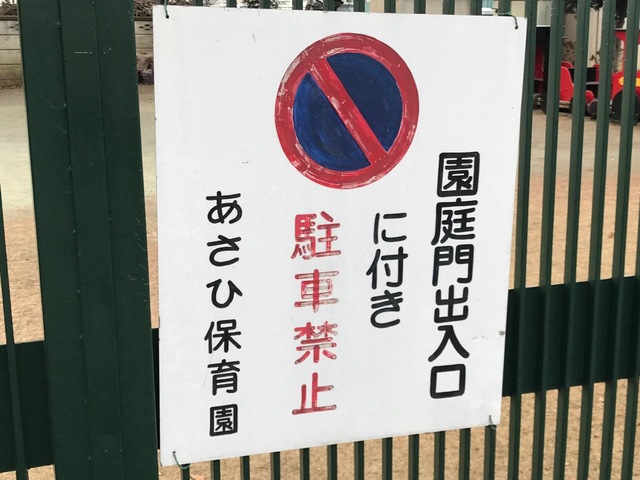 園庭門出入口
に付き
駐車禁止
あさひ保育園